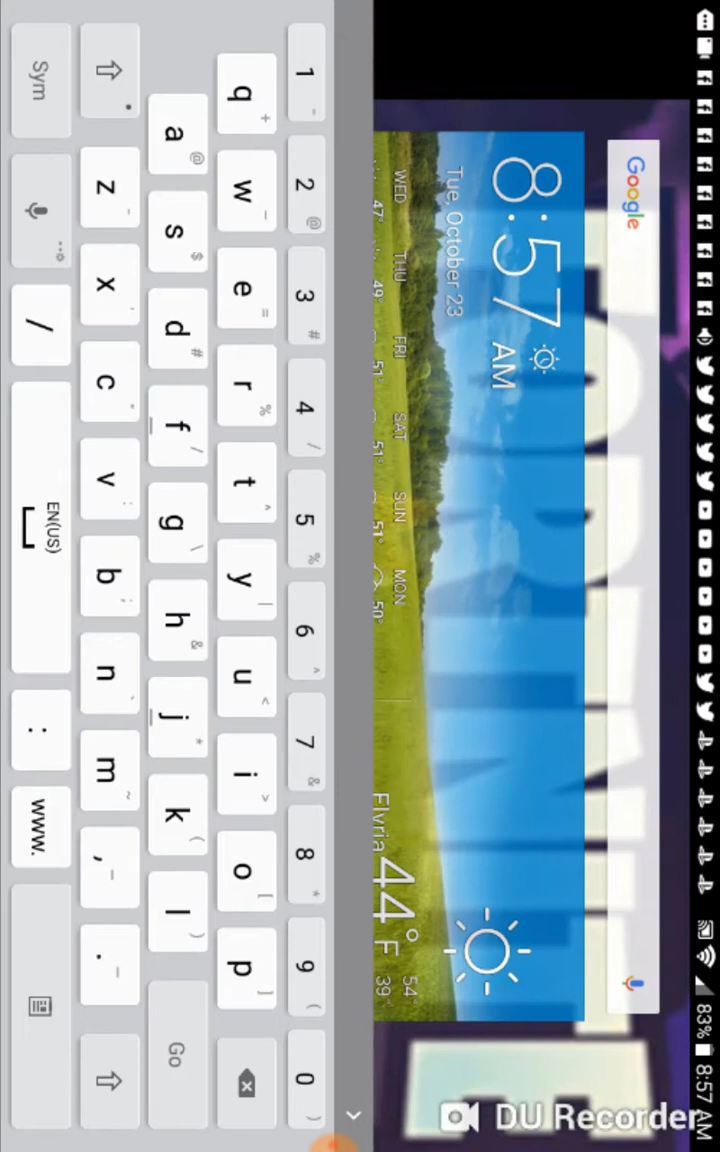 83% 8:57 AM
Google
8:57 AM
Tue, October 23
WED THU FRI SAT SUN MON
47° 49° 51° 51° 51° 50°
Elyria 44° F 54° 39°
1 2 3 4 5 6 7 8 9 0
- @ # / % ^ & * ( )
q w e r t y u i o p
+ _ = % ^ | < > [ ]
a s d f g h j k l Go
@ $ # / \ & * ( )
z x c v b n m , .
Sym / EN(US) : www.
DU Recorder